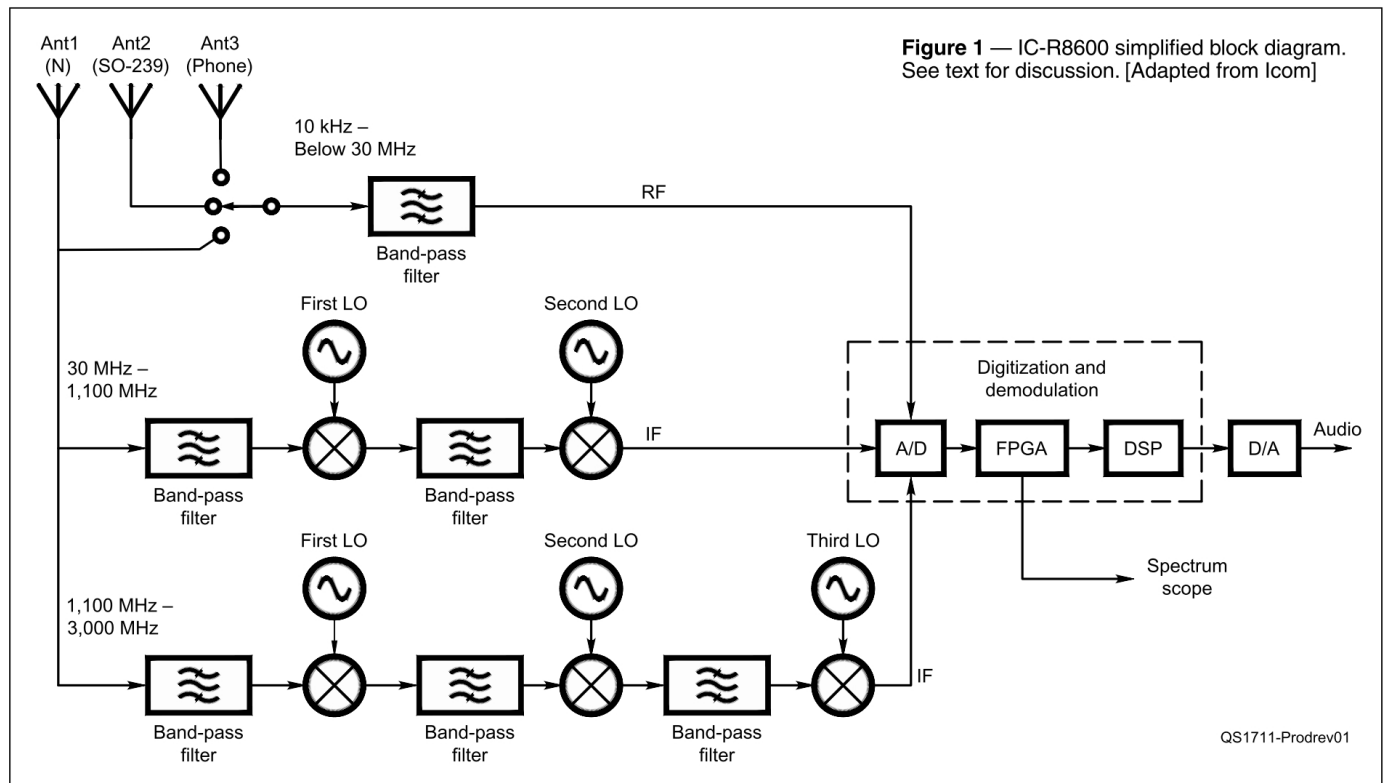 Ant1
(N)
Ant2
(SO-239)
Ant3
(Phone)
Figure 1 — IC-R8600 simplified block diagram.
See text for discussion. [Adapted from Icom]
10 kHz –
Below 30 MHz
RF
Band-pass
filter
First LO
Second LO
30 MHz –
1,100 MHz
IF
Band-pass
filter
Band-pass
filter
Digitization and
demodulation
A/D
FPGA
DSP
D/A
Audio
First LO
Second LO
Third LO
Spectrum
scope
1,100 MHz –
3,000 MHz
IF
Band-pass
filter
Band-pass
filter
Band-pass
filter
QS1711-Prodrev01